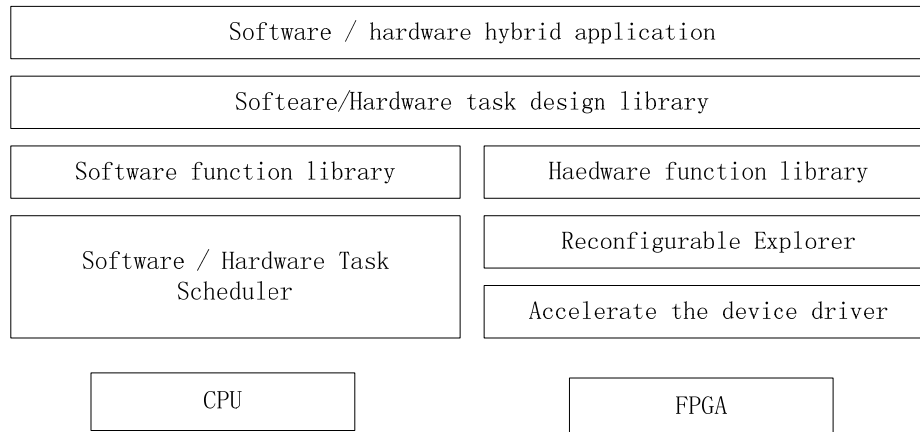 Software / hardware hybrid application
Softeare/Hardware task design library
Software function library
Haedware function library
Software / Hardware Task
Scheduler
Reconfigurable Explorer
Accelerate the device driver
CPU
FPGA